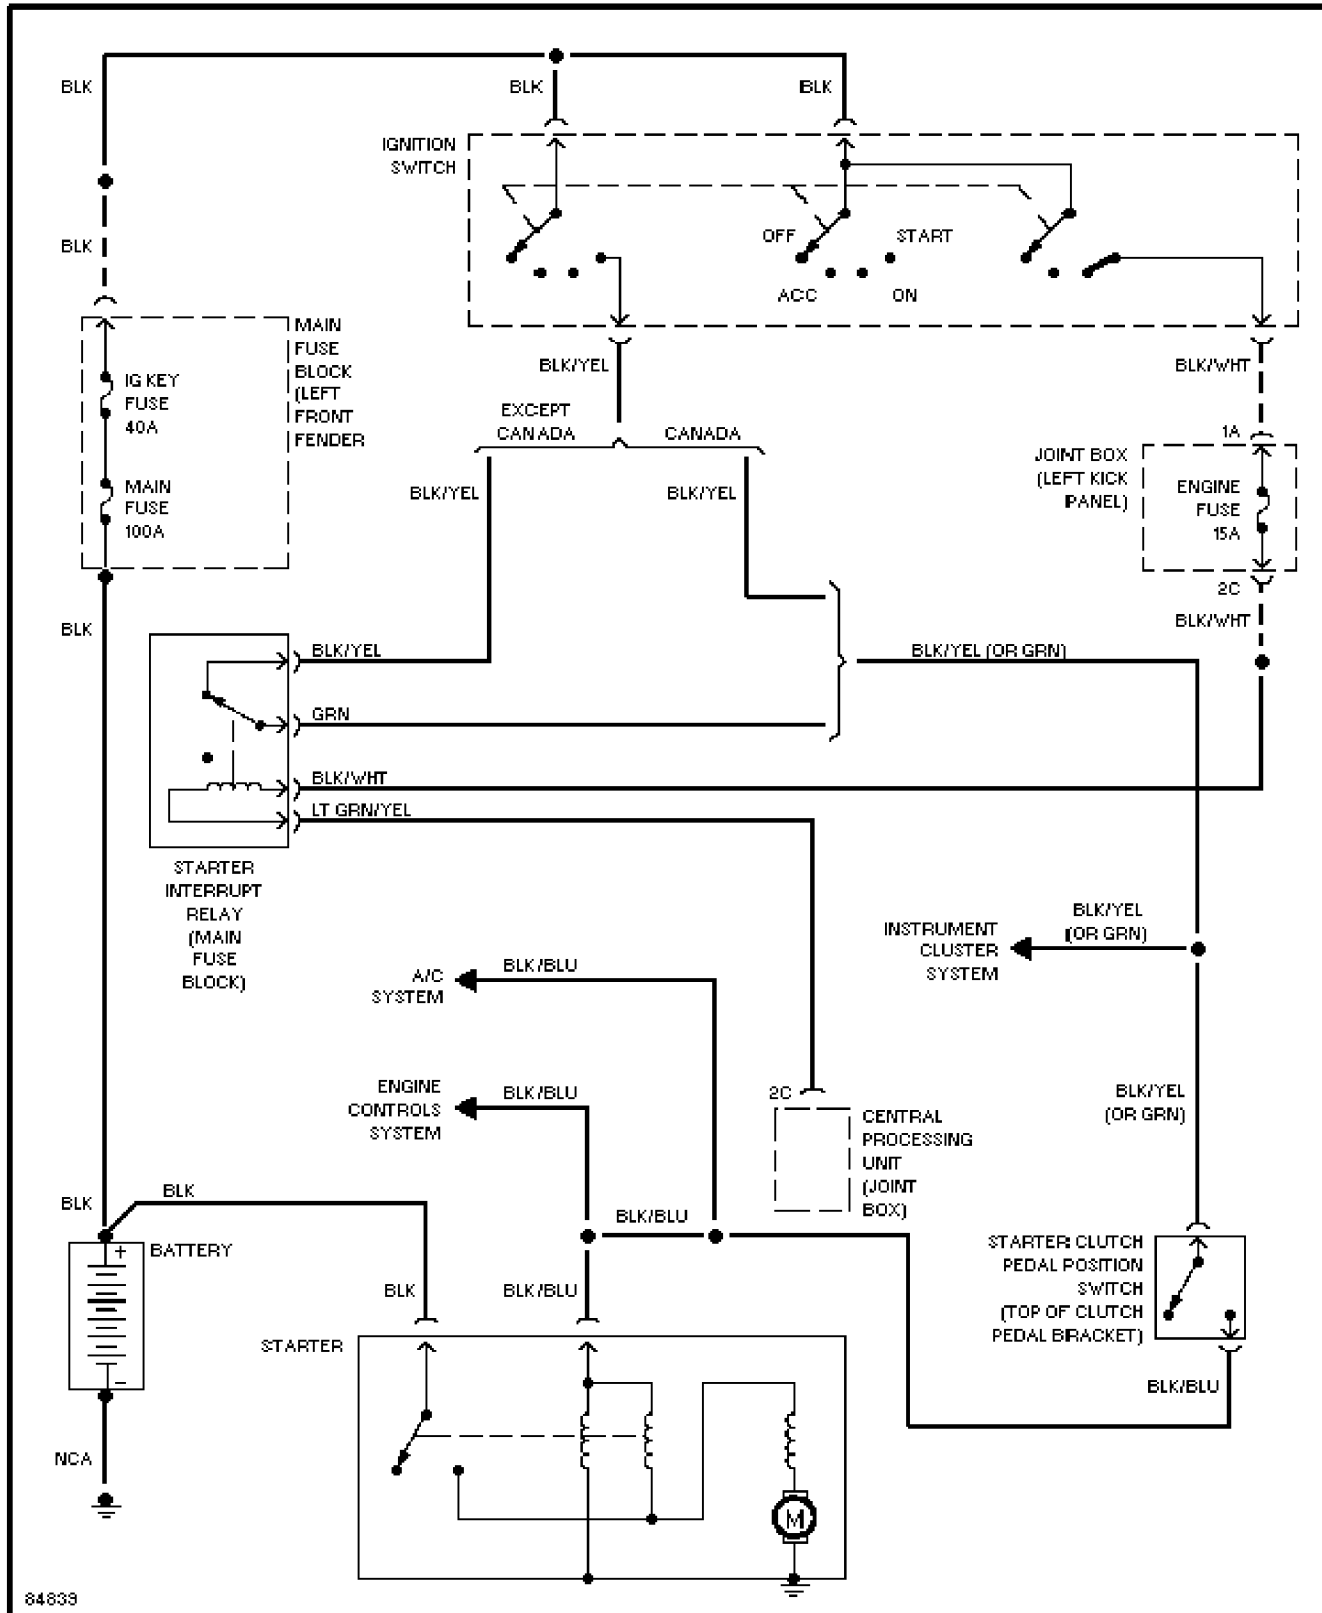 BLK
BLK
BLK
IGNITION
SWITCH
BLK
OFF
START
ACC
ON
MAIN
FUSE
BLOCK
(LEFT
FRONT
FENDER
IG KEY
FUSE
40A
MAIN
FUSE
100A
BLK/YEL
BLK/WHT
EXCEPT
CANADA
CANADA
1A
JOINT BOX
(LEFT KICK
PANEL)
ENGINE
FUSE
15A
BLK/YEL
BLK/YEL
2C
BLK/WHT
BLK
BLK/YEL
BLK/YEL (OR GRN)
GRN
BLK/WHT
LT GRN/YEL
STARTER
INTERRUPT
RELAY
(MAIN
FUSE
BLOCK)
BLK/YEL
(OR GRN)
INSTRUMENT
CLUSTER
SYSTEM
A/C
SYSTEM
BLK/BLU
ENGINE
CONTROLS
SYSTEM
BLK/BLU
2C
CENTRAL
PROCESSING
UNIT
(JOINT
BOX)
BLK/YEL
(OR GRN)
BLK
BLK
BLK/BLU
BATTERY
+
–
STARTER CLUTCH
PEDAL POSITION
SWITCH
(TOP OF CLUTCH
PEDAL BRACKET)
BLK
BLK/BLU
STARTER
BLK/BLU
NCA
M
84839